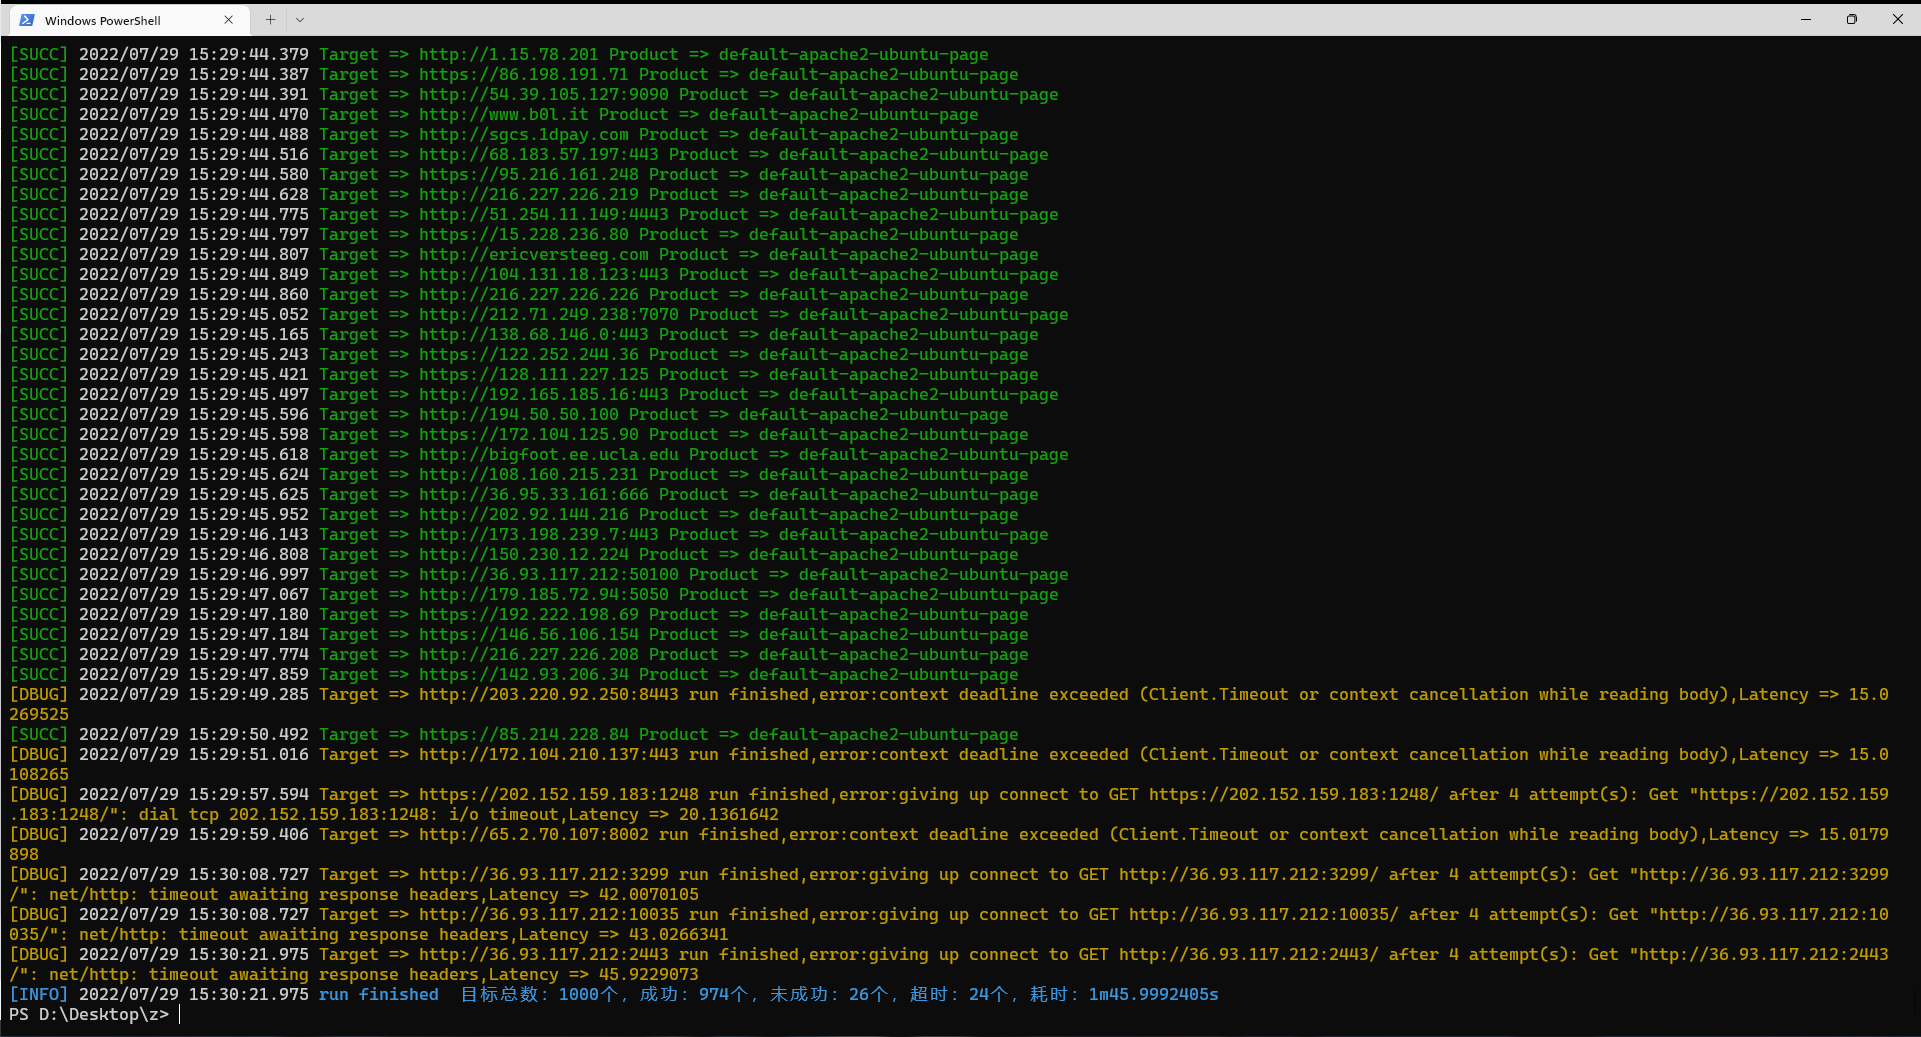 Windows PowerShell
[SUCC] 2022/07/29 15:29:44.379 Target => http://1.15.78.201 Product => default-apache2-ubuntu-page
[SUCC] 2022/07/29 15:29:44.387 Target => https://86.198.191.71 Product => default-apache2-ubuntu-page
[SUCC] 2022/07/29 15:29:44.391 Target => http://54.39.105.127:9090 Product => default-apache2-ubuntu-page
[SUCC] 2022/07/29 15:29:44.470 Target => http://www.b0l.it Product => default-apache2-ubuntu-page
[SUCC] 2022/07/29 15:29:44.488 Target => http://sgcs.1dpay.com Product => default-apache2-ubuntu-page
[SUCC] 2022/07/29 15:29:44.516 Target => http://68.183.57.197:443 Product => default-apache2-ubuntu-page
[SUCC] 2022/07/29 15:29:44.580 Target => https://95.216.161.248 Product => default-apache2-ubuntu-page
[SUCC] 2022/07/29 15:29:44.628 Target => http://216.227.226.219 Product => default-apache2-ubuntu-page
[SUCC] 2022/07/29 15:29:44.775 Target => http://51.254.11.149:4443 Product => default-apache2-ubuntu-page
[SUCC] 2022/07/29 15:29:44.797 Target => https://15.228.236.80 Product => default-apache2-ubuntu-page
[SUCC] 2022/07/29 15:29:44.807 Target => http://ericversteeg.com Product => default-apache2-ubuntu-page
[SUCC] 2022/07/29 15:29:44.849 Target => http://104.131.18.123:443 Product => default-apache2-ubuntu-page
[SUCC] 2022/07/29 15:29:44.860 Target => http://216.227.226.226 Product => default-apache2-ubuntu-page
[SUCC] 2022/07/29 15:29:45.052 Target => http://212.71.249.238:7070 Product => default-apache2-ubuntu-page
[SUCC] 2022/07/29 15:29:45.165 Target => http://138.68.146.0:443 Product => default-apache2-ubuntu-page
[SUCC] 2022/07/29 15:29:45.243 Target => https://122.252.244.36 Product => default-apache2-ubuntu-page
[SUCC] 2022/07/29 15:29:45.421 Target => https://128.111.227.125 Product => default-apache2-ubuntu-page
[SUCC] 2022/07/29 15:29:45.497 Target => http://192.165.185.16:443 Product => default-apache2-ubuntu-page
[SUCC] 2022/07/29 15:29:45.596 Target => http://194.50.50.100 Product => default-apache2-ubuntu-page
[SUCC] 2022/07/29 15:29:45.598 Target => https://172.104.125.90 Product => default-apache2-ubuntu-page
[SUCC] 2022/07/29 15:29:45.618 Target => http://bigfoot.ee.ucla.edu Product => default-apache2-ubuntu-page
[SUCC] 2022/07/29 15:29:45.624 Target => http://108.160.215.231 Product => default-apache2-ubuntu-page
[SUCC] 2022/07/29 15:29:45.625 Target => http://36.95.33.161:666 Product => default-apache2-ubuntu-page
[SUCC] 2022/07/29 15:29:45.952 Target => http://202.92.144.216 Product => default-apache2-ubuntu-page
[SUCC] 2022/07/29 15:29:46.143 Target => http://173.198.239.7:443 Product => default-apache2-ubuntu-page
[SUCC] 2022/07/29 15:29:46.808 Target => http://150.230.12.224 Product => default-apache2-ubuntu-page
[SUCC] 2022/07/29 15:29:46.997 Target => http://36.93.117.212:50100 Product => default-apache2-ubuntu-page
[SUCC] 2022/07/29 15:29:47.067 Target => http://179.185.72.94:5050 Product => default-apache2-ubuntu-page
[SUCC] 2022/07/29 15:29:47.180 Target => https://192.222.198.69 Product => default-apache2-ubuntu-page
[SUCC] 2022/07/29 15:29:47.184 Target => https://146.56.106.154 Product => default-apache2-ubuntu-page
[SUCC] 2022/07/29 15:29:47.774 Target => http://216.227.226.208 Product => default-apache2-ubuntu-page
[SUCC] 2022/07/29 15:29:47.859 Target => https://142.93.206.34 Product => default-apache2-ubuntu-page
[DBUG] 2022/07/29 15:29:49.285 Target => http://203.220.92.250:8443 run finished,error:context deadline exceeded (Client.Timeout or context cancellation while reading body),Latency => 15.0
269525
[SUCC] 2022/07/29 15:29:50.492 Target => https://85.214.228.84 Product => default-apache2-ubuntu-page
[DBUG] 2022/07/29 15:29:51.016 Target => http://172.104.210.137:443 run finished,error:context deadline exceeded (Client.Timeout or context cancellation while reading body),Latency => 15.0
108265
[DBUG] 2022/07/29 15:29:57.594 Target => https://202.152.159.183:1248 run finished,error:giving up connect to GET https://202.152.159.183:1248/ after 4 attempt(s): Get "https://202.152.159
.183:1248/": dial tcp 202.152.159.183:1248: i/o timeout,Latency => 20.1361642
[DBUG] 2022/07/29 15:29:59.406 Target => http://65.2.70.107:8002 run finished,error:context deadline exceeded (Client.Timeout or context cancellation while reading body),Latency => 15.0179
898
[DBUG] 2022/07/29 15:30:08.727 Target => http://36.93.117.212:3299 run finished,error:giving up connect to GET http://36.93.117.212:3299/ after 4 attempt(s): Get "http://36.93.117.212:3299
/": net/http: timeout awaiting response headers,Latency => 42.0070105
[DBUG] 2022/07/29 15:30:08.727 Target => http://36.93.117.212:10035 run finished,error:giving up connect to GET http://36.93.117.212:10035/ after 4 attempt(s): Get "http://36.93.117.212:10
035/": net/http: timeout awaiting response headers,Latency => 43.0266341
[DBUG] 2022/07/29 15:30:21.975 Target => http://36.93.117.212:2443 run finished,error:giving up connect to GET http://36.93.117.212:2443/ after 4 attempt(s): Get "http://36.93.117.212:2443
/": net/http: timeout awaiting response headers,Latency => 45.9229073
[INFO] 2022/07/29 15:30:21.975 run finished  目标总数: 1000个, 成功: 974个, 未成功: 26个, 超时: 24个, 耗时: 1m45.9992405s
PS D:\Desktop\z>